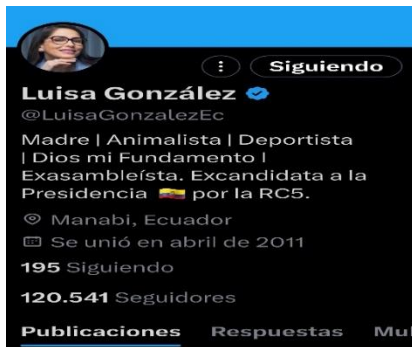 Siguiendo
Luisa González
@LuisaGonzalezEc
Madre | Animalista | Deportista
| Dios mi Fundamento |
Exasambleísta. Excandidata a la
Presidencia 🇪🇨 por la RC5.
Manabi, Ecuador
Se unió en abril de 2011
195 Siguiendo
120.541 Seguidores
Publicaciones Respuestas Mul